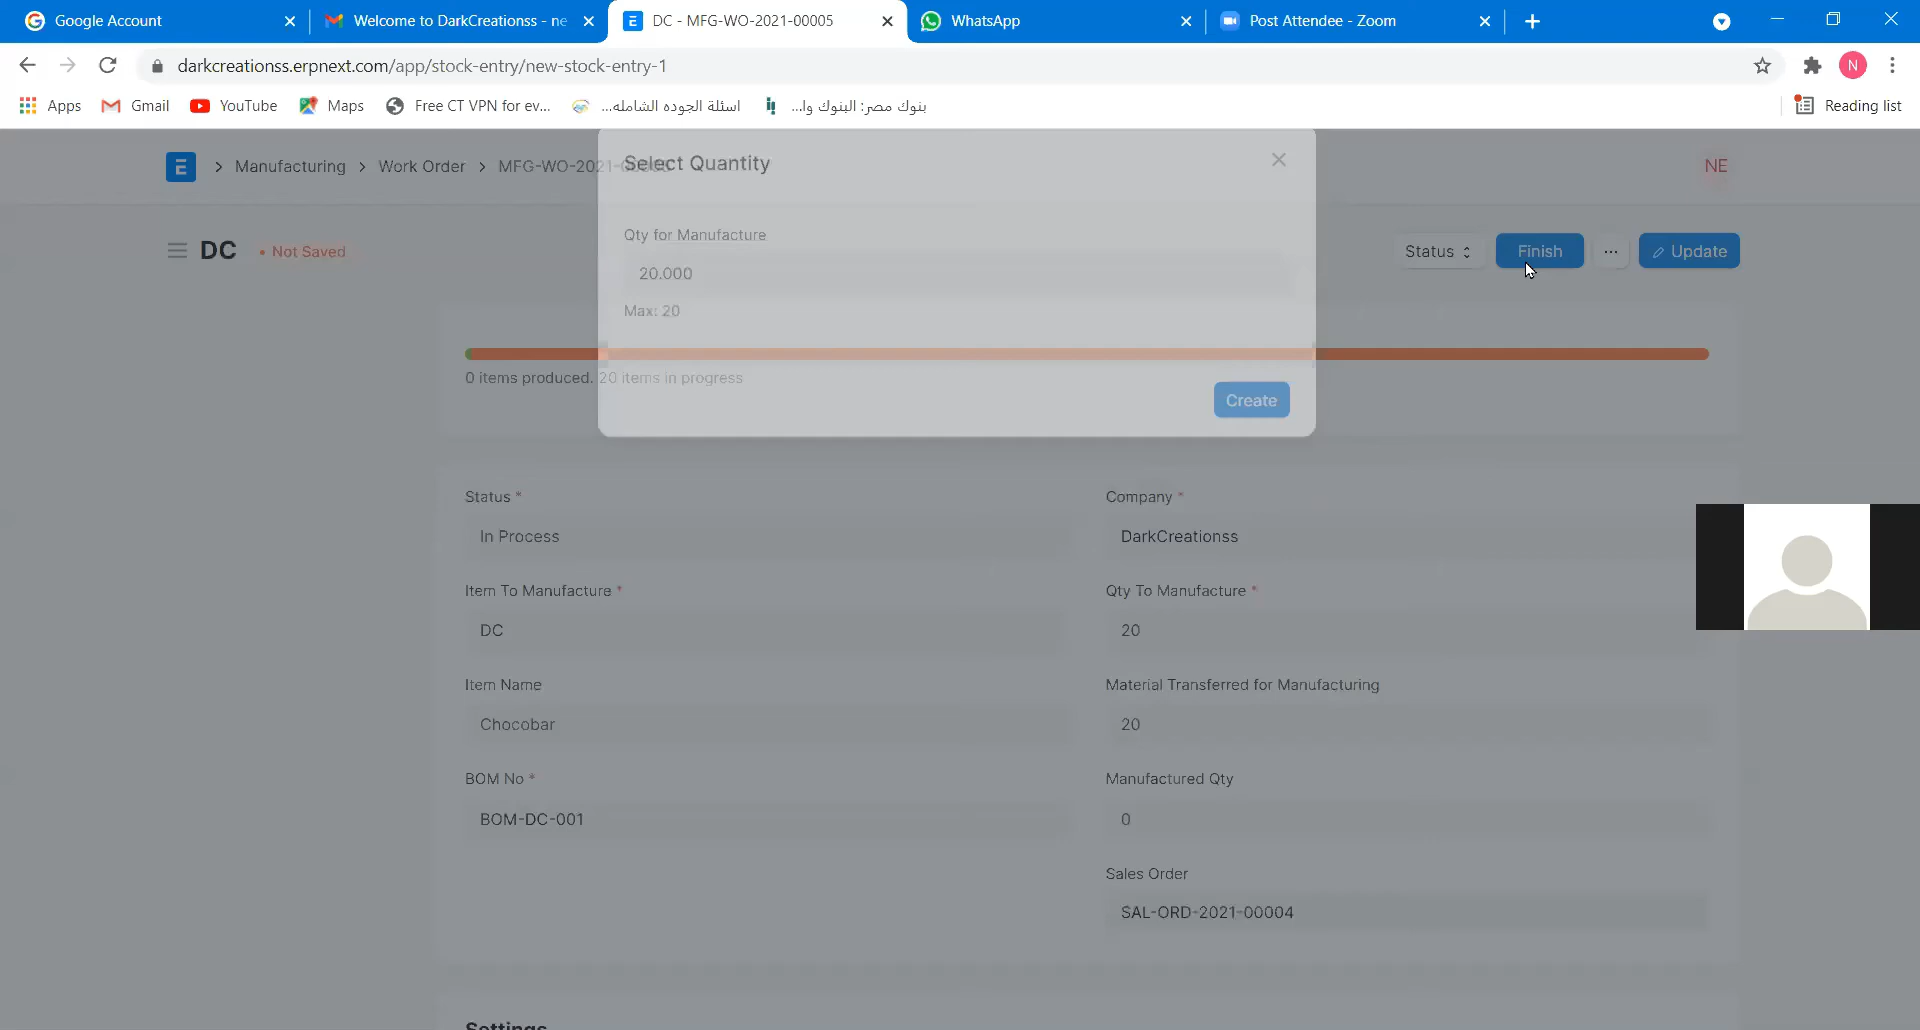 Google Account
Welcome to DarkCreationss - ne
DC - MFG-WO-2021-00005
WhatsApp
Post Attendee - Zoom
darkcreationss.erpnext.com/app/stock-entry/new-stock-entry-1
N
Apps
Gmail
YouTube
Maps
Free CT VPN for ev...
اسئلة الجوده الشامله...
بنوك مصر: البنوك وا...
Reading list
E
Manufacturing
Work Order
MFG-WO-2021-
Select Quantity
NE
Qty for Manufacture
20.000
Max: 20
DC
Not Saved
Status
Finish
...
Update
0 items produced. 20 items in progress
Create
Status *
In Process
Company *
DarkCreationss
Item To Manufacture *
DC
Qty To Manufacture *
20
Item Name
Chocobar
Material Transferred for Manufacturing
20
BOM No *
BOM-DC-001
Manufactured Qty
0
Sales Order
SAL-ORD-2021-00004
Settings